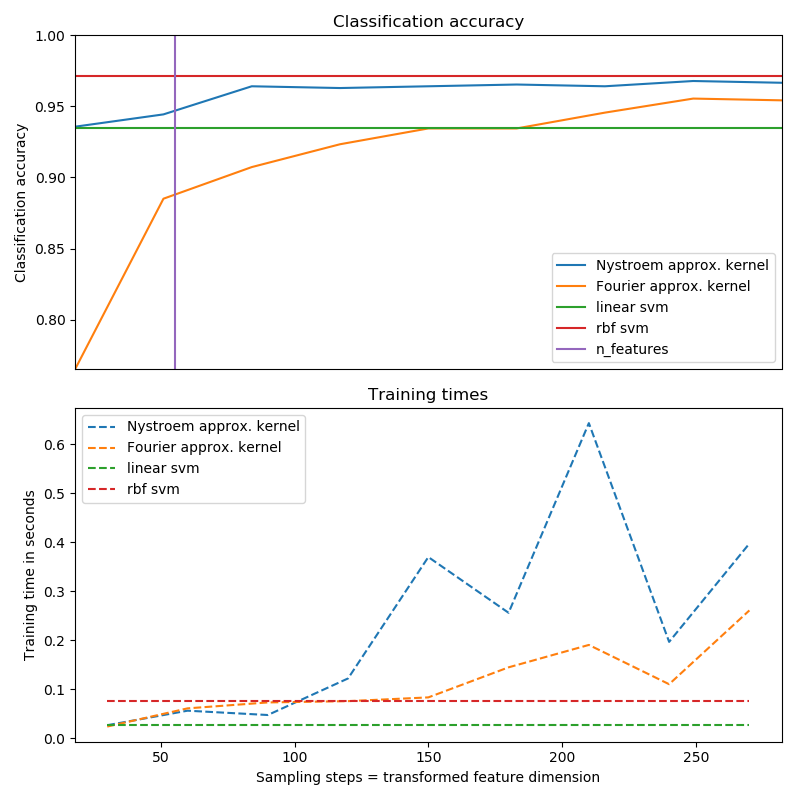 Classification accuracy
1.00
0.95
0.90
0.85
0.80
Classification accuracy
Nystroem approx. kernel
Fourier approx. kernel
linear svm
rbf svm
n_features
Training times
Nystroem approx. kernel
Fourier approx. kernel
linear svm
rbf svm
0.6
0.5
0.4
0.3
0.2
0.1
0.0
Training time in seconds
50 100 150 200 250
Sampling steps = transformed feature dimension